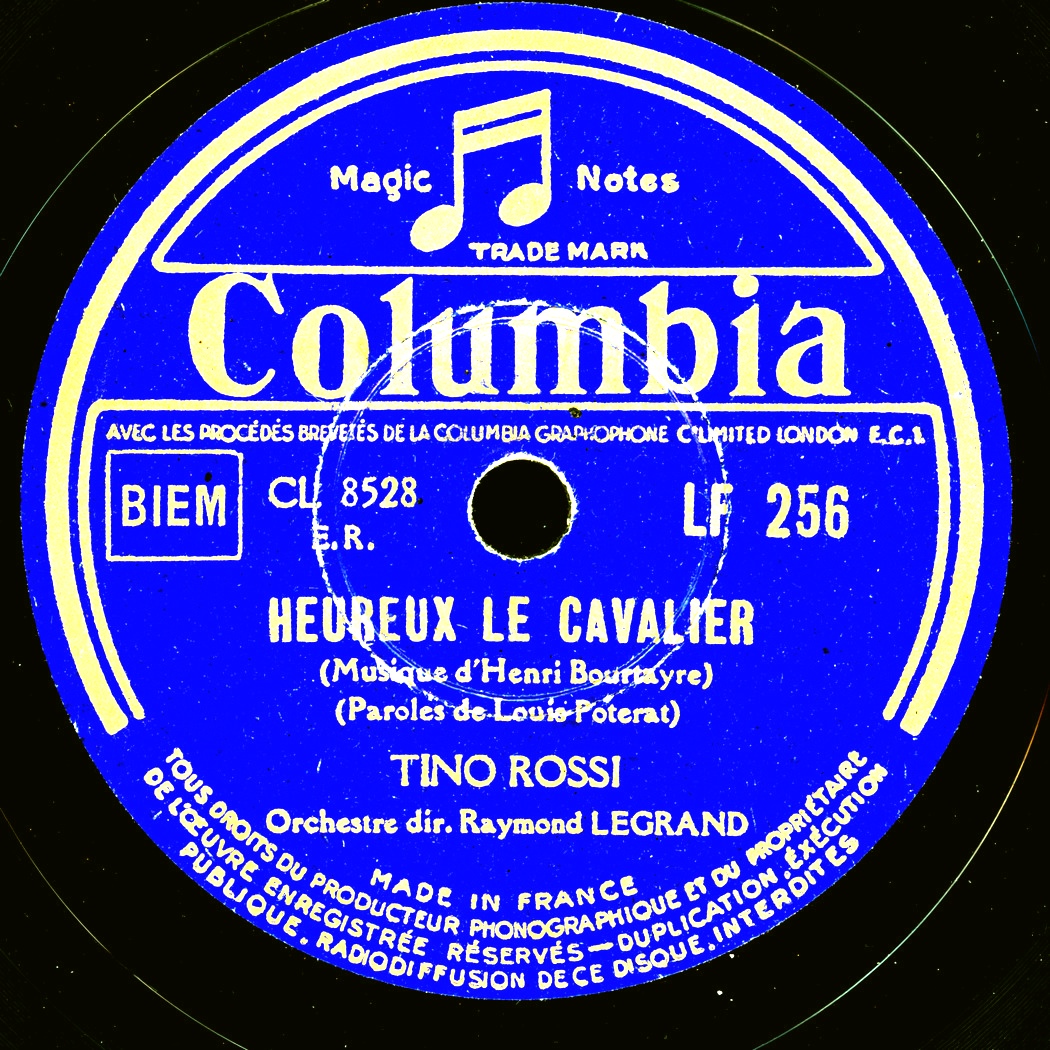 Magic Notes
TRADE MARK
Columbia
AVEC LES PROCÉDÉS BREVETÉS DE LA COLUMBIA GRAPHOPHONE Cº LIMITED LONDON E.C.1.
BIEM CL 8528 LF 256
E.R.
HEUREUX LE CAVALIER
(Musique d'Henri Bourtayre)
(Paroles de Louis Poterat)
TINO ROSSI
Orchestre dir. Raymond LEGRAND
MADE IN FRANCE
TOUS DROITS DU PRODUCTEUR PHONOGRAPHIQUE ET DU PROPRIÉTAIRE
DE L'ŒUVRE ENREGISTRÉE RÉSERVÉS — DUPLICATION, ÉXÉCUTION
PUBLIQUE, RADIODIFFUSION DE CE DISQUE, INTERDITES